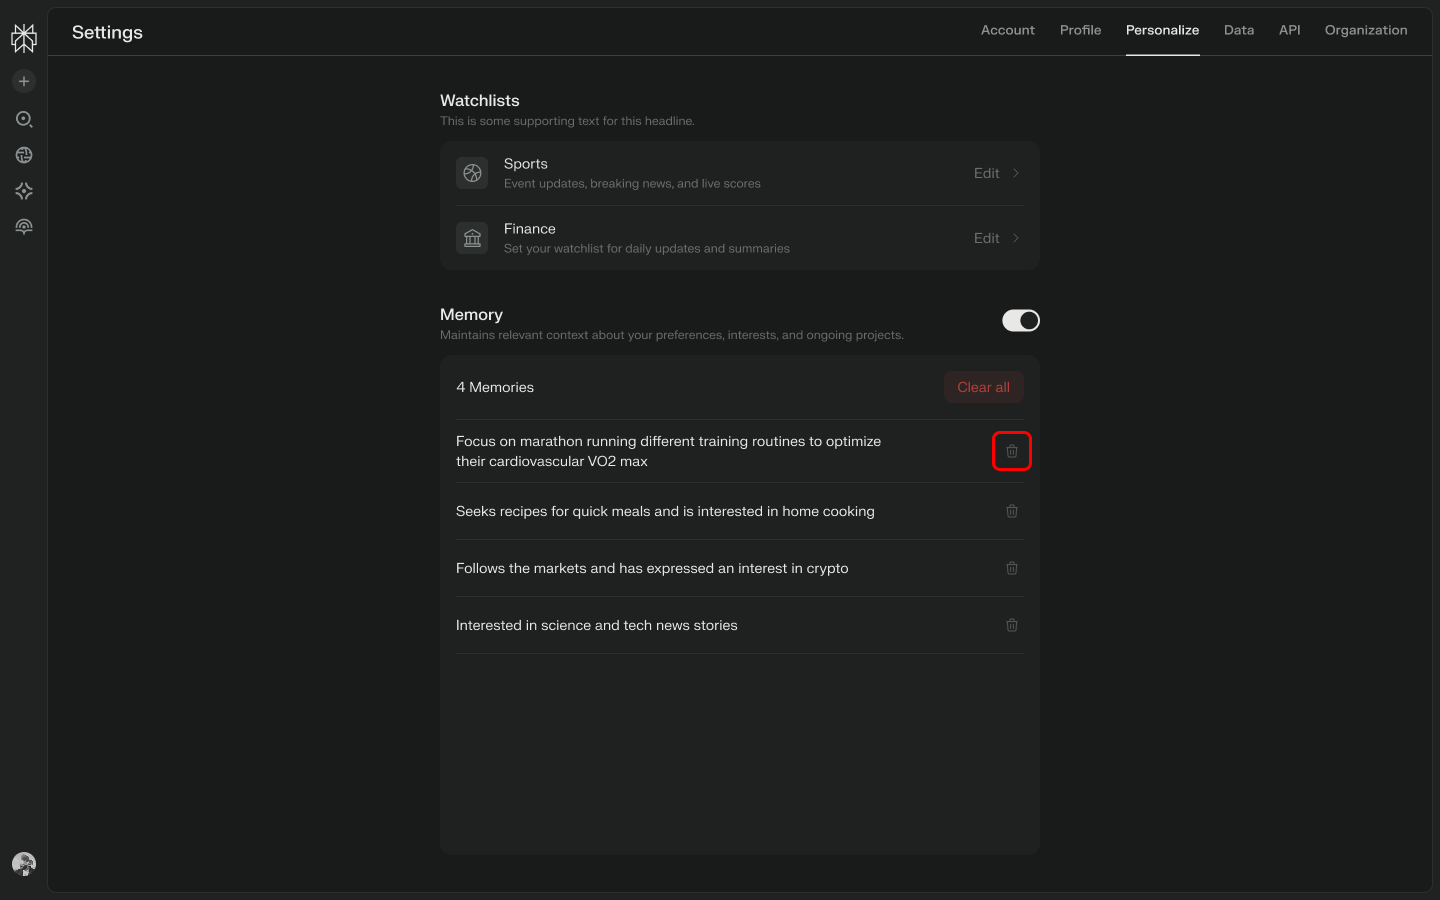 Settings
Account
Profile
Personalize
Data
API
Organization
Watchlists
This is some supporting text for this headline.
Sports
Event updates, breaking news, and live scores
Edit
Finance
Set your watchlist for daily updates and summaries
Edit
Memory
Maintains relevant context about your preferences, interests, and ongoing projects.
4 Memories
Clear all
Focus on marathon running different training routines to optimize
their cardiovascular VO2 max
Seeks recipes for quick meals and is interested in home cooking
Follows the markets and has expressed an interest in crypto
Interested in science and tech news stories